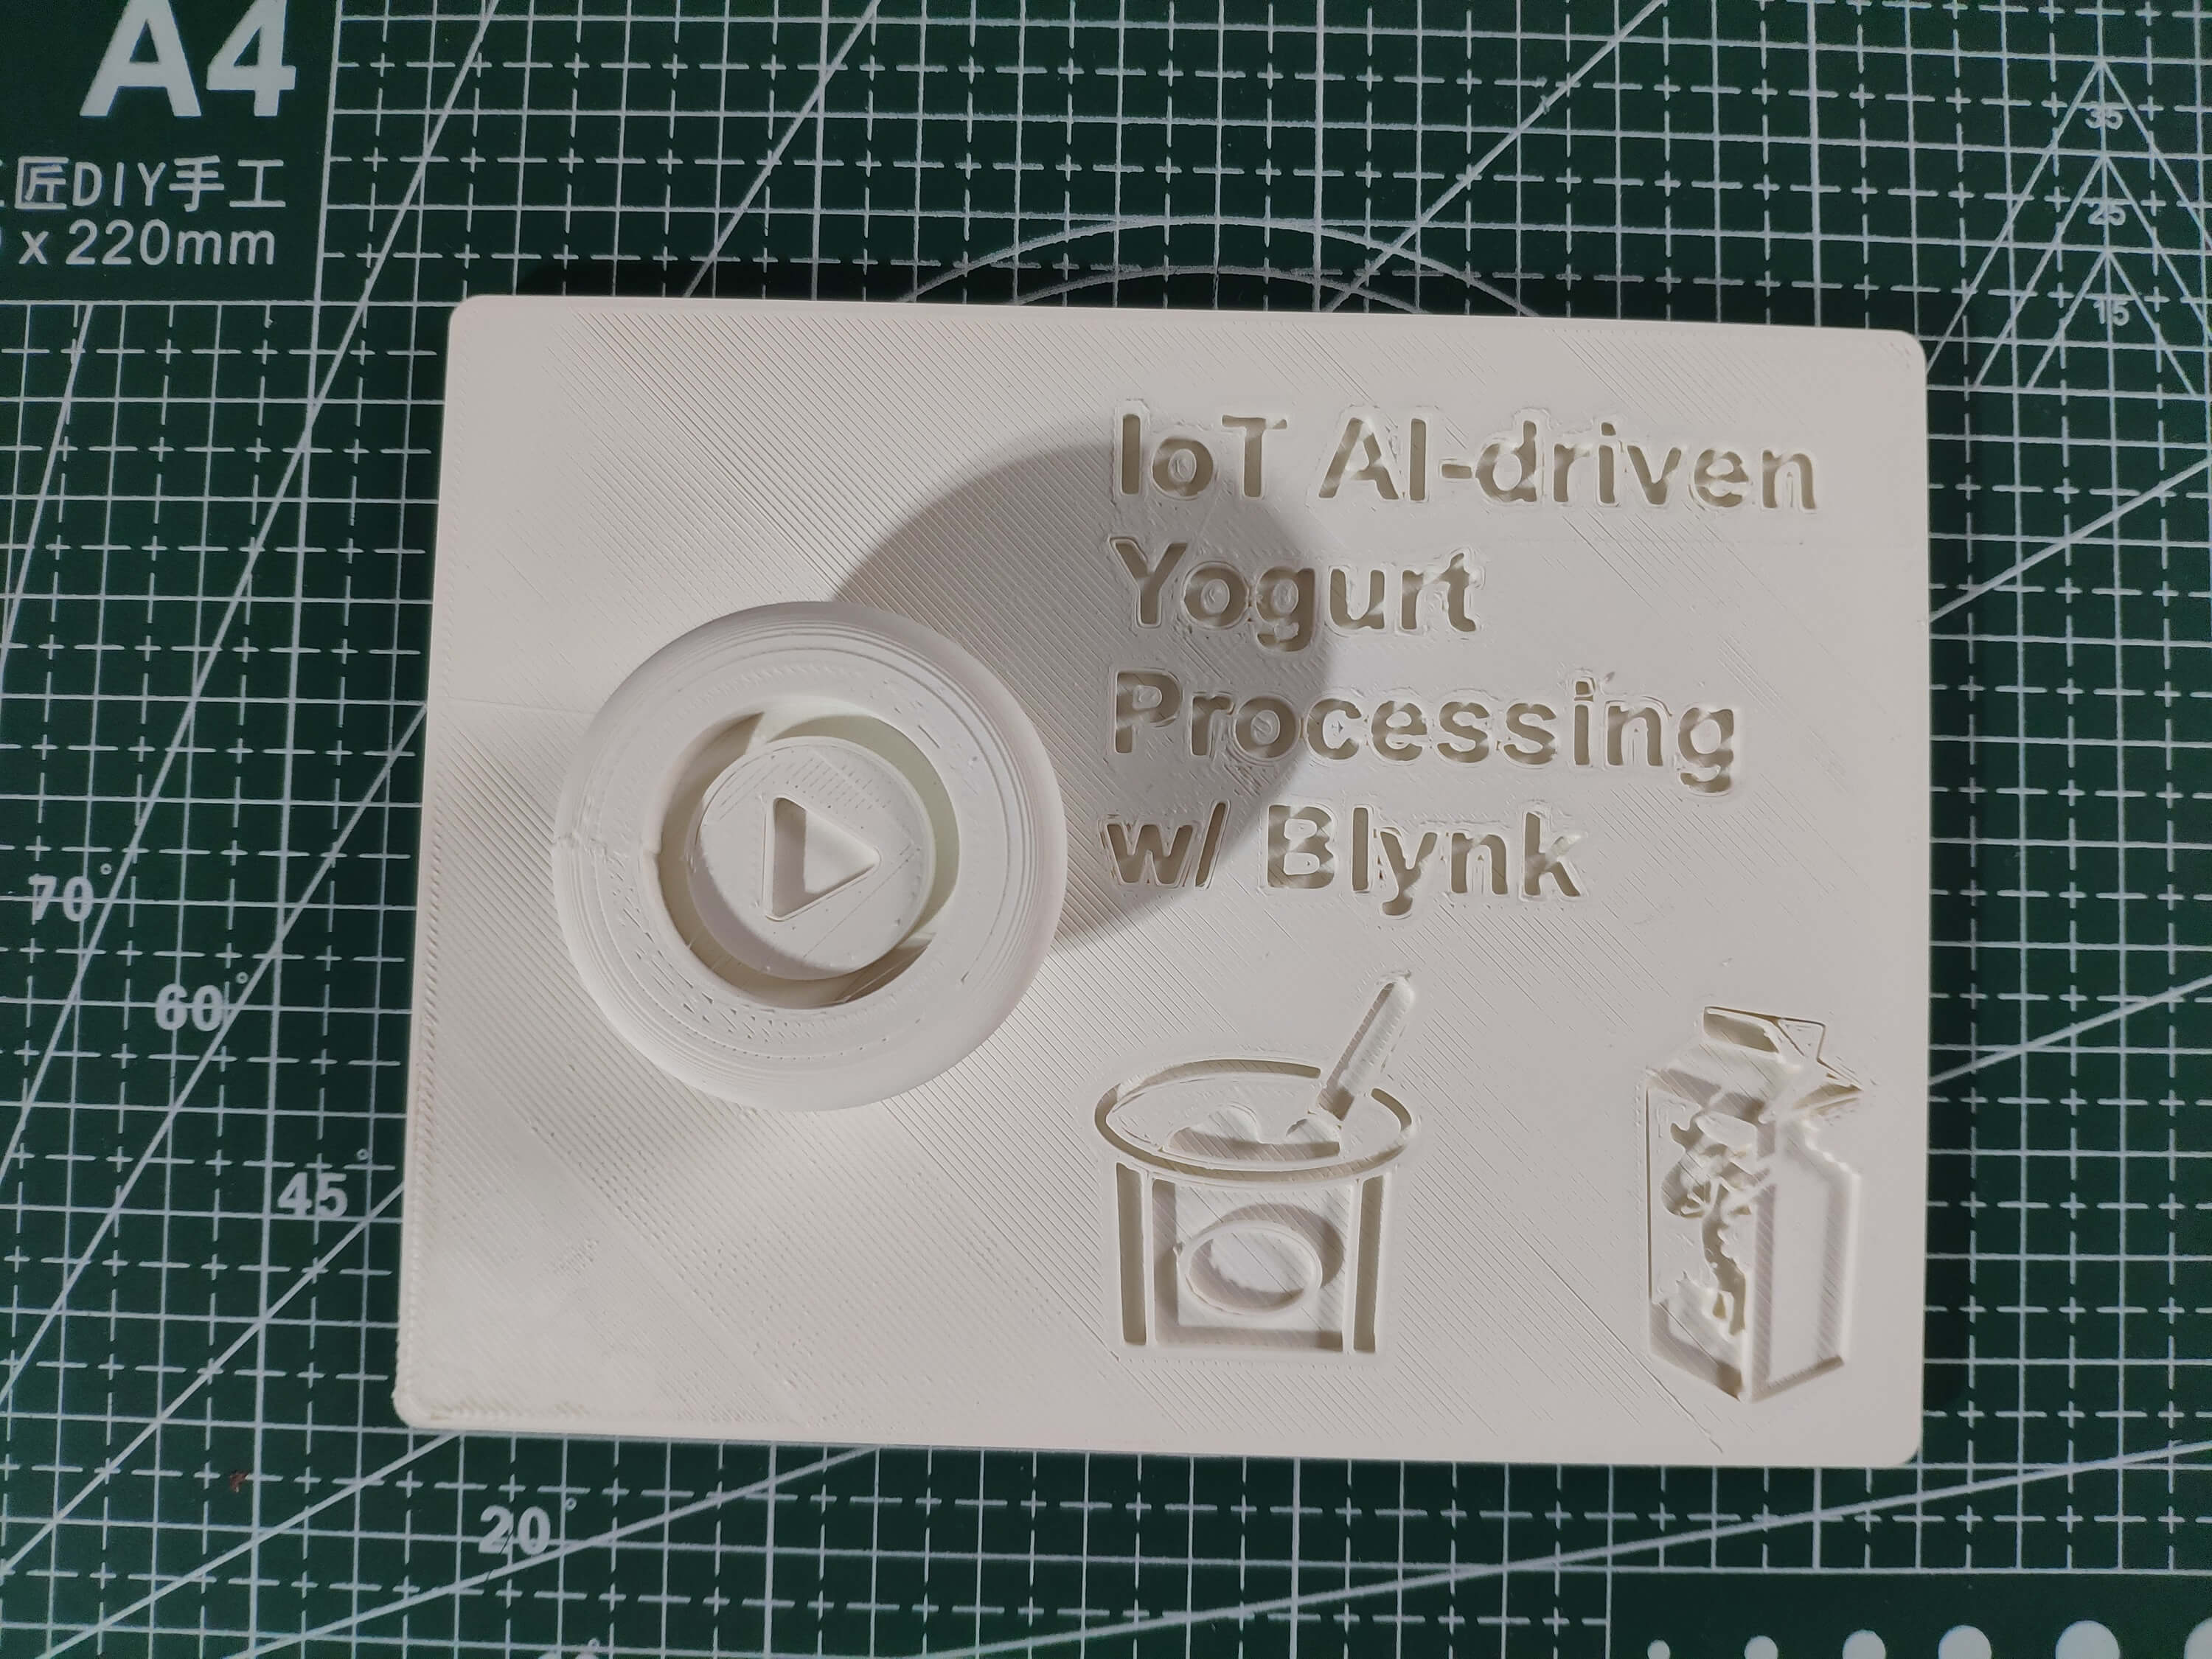 A4
匠DIY手工
x 220mm
35
25
15
IoT AI-driven
Yogurt
Processing
w/ Blynk
70°
60°
45°
20°